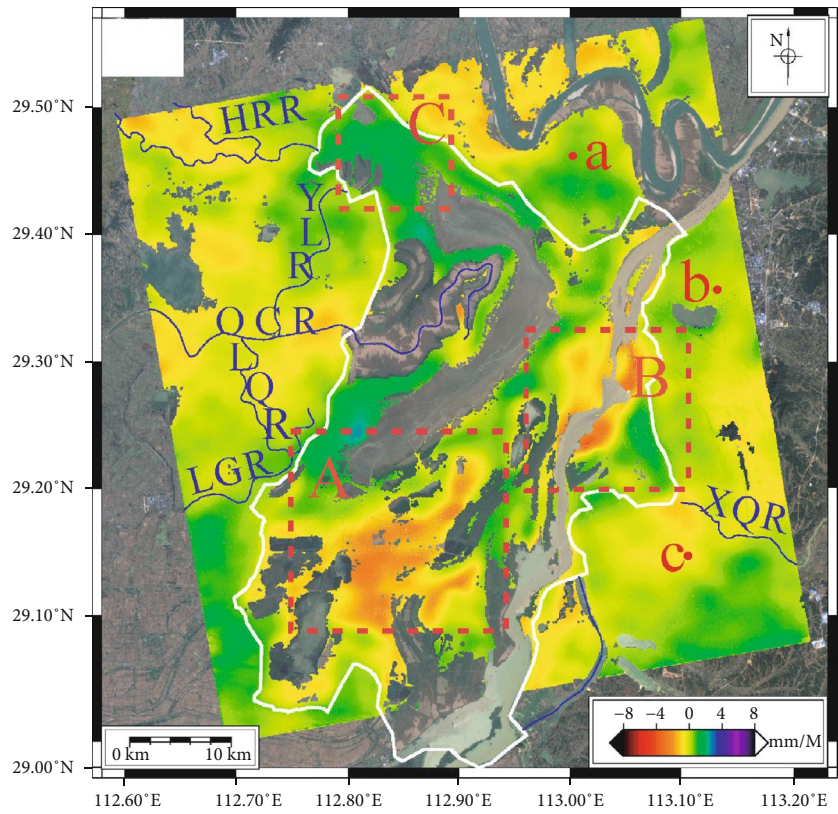 N
29.50°N
29.40°N
29.30°N
29.20°N
29.10°N
29.00°N
HRR
C
a
YLR
b
QCR
B
LQR
LGR
A
XQR
c
−8 −4 0 4 8
mm/M
0 km 10 km
112.60°E 112.70°E 112.80°E 112.90°E 113.00°E 113.10°E 113.20°E